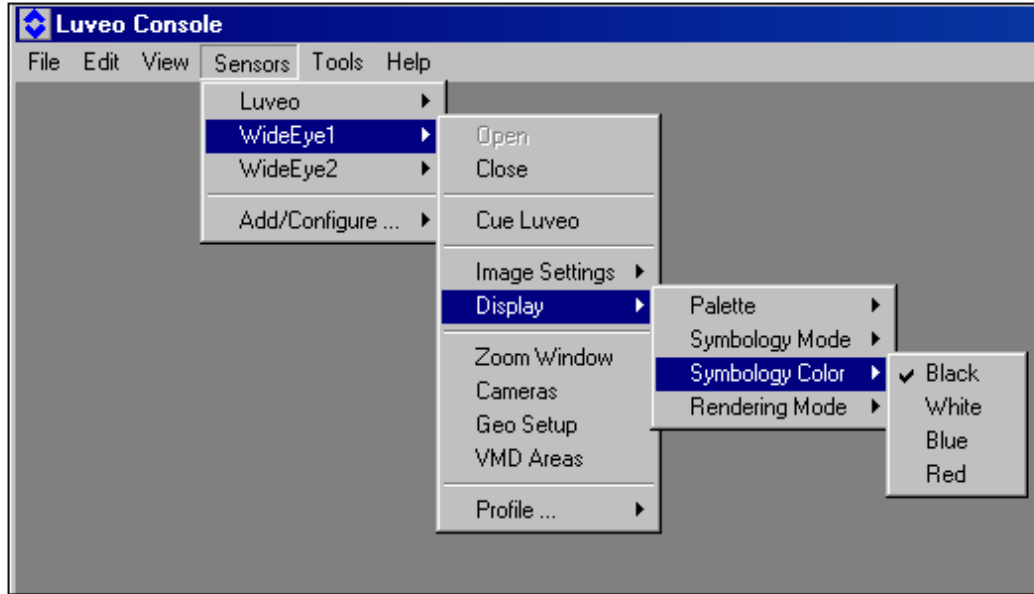 Luveo Console
File Edit View Sensors Tools Help
Luveo
WideEye1
WideEye2
Add/Configure ...
Open
Close
Cue Luveo
Image Settings
Display
Zoom Window
Cameras
Geo Setup
VMD Areas
Profile ...
Palette
Symbology Mode
Symbology Color
Rendering Mode
Black
White
Blue
Red